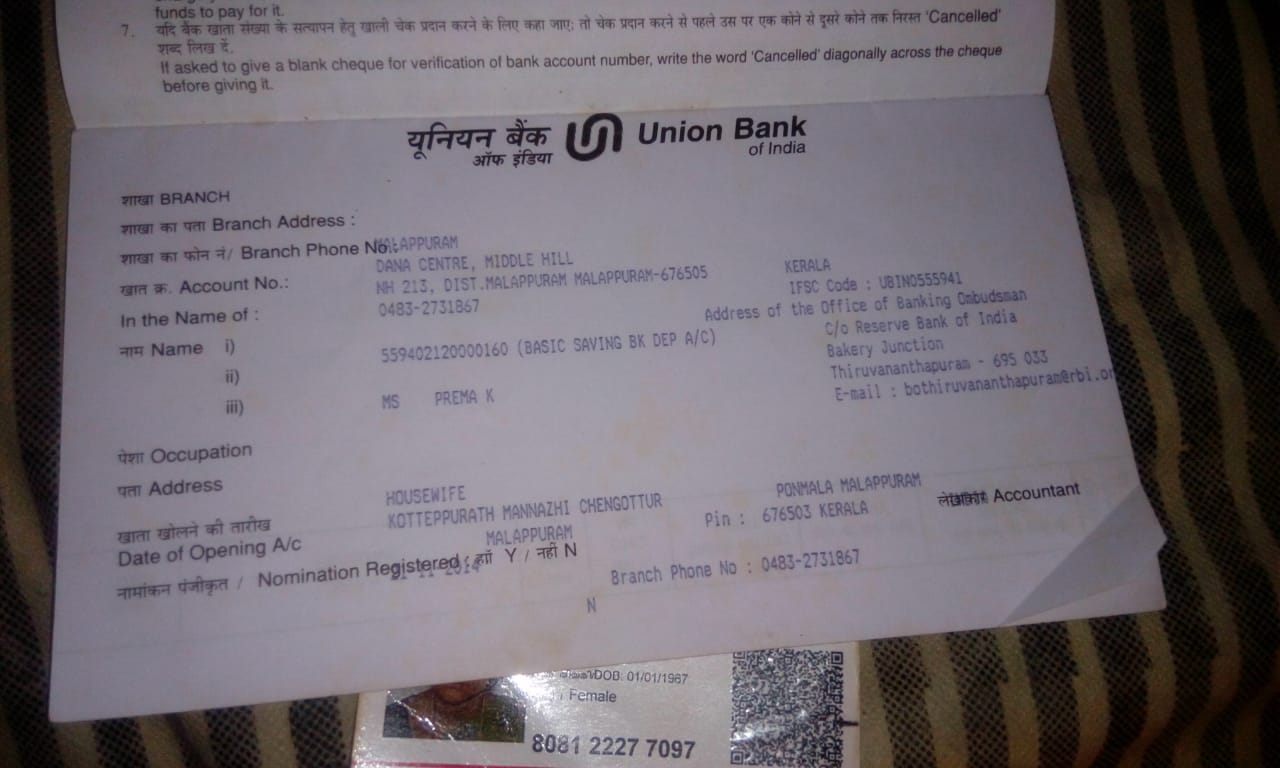 funds to pay for it.
7. यदि बैंक खाता संख्या के सत्यापन हेतु खाली चेक प्रदान करने के लिए कहा जाए; तो चेक प्रदान करने से पहले उस पर एक कोने से दूसरे कोने तक निरस्त 'Cancelled'
शब्द लिख दें.
If asked to give a blank cheque for verification of bank account number, write the word 'Cancelled' diagonally across the cheque
before giving it.
यूनियन बैंक Union Bank
ऑफ इंडिया of India
शाखा BRANCH
शाखा का पता Branch Address :
शाखा का फोन नं/ Branch Phone No.:
MALAPPURAM
DANA CENTRE, MIDDLE HILL KERALA
खात क्र. Account No.: NH 213, DIST.MALAPPURAM MALAPPURAM-676505 IFSC Code : UBIN0555941
In the Name of : 0483-2731867 Address of the Office of Banking Ombudsman
C/o Reserve Bank of India
नाम Name i) 559402120000160 (BASIC SAVING BK DEP A/C) Bakery Junction
ii) Thiruvananthapuram - 695 033
iii) MS PREMA K E-mail : bothiruvananthapuram@rbi.or
पेशा Occupation
पता Address HOUSEWIFE PONMALA MALAPPURAM Accountant
KOTTEPPURATH MANNAZHI CHENGOTTUR Pin : 676503 KERALA
खाता खोलने की तारीख MALAPPURAM
Date of Opening A/c
नामांकन पंजीकृत / Nomination Registered : हाँ Y / नहीं N Branch Phone No : 0483-2731867
N
/DOB: 01/01/1967
/ Female
8081 2227 7097